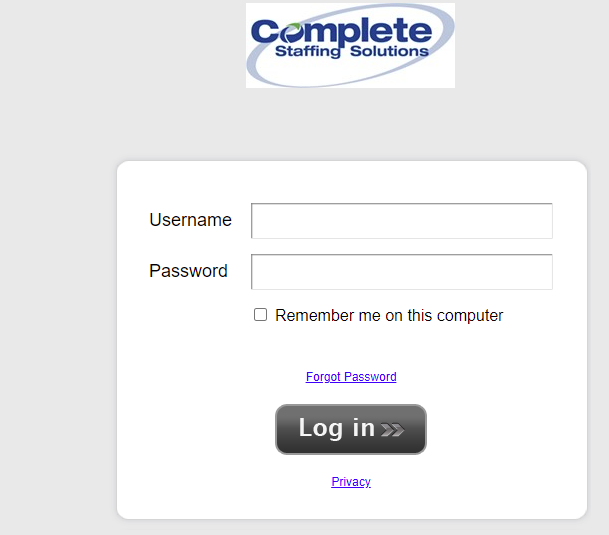 Complete
Staffing Solutions
Username
Password
Remember me on this computer
Forgot Password
Log in
Privacy